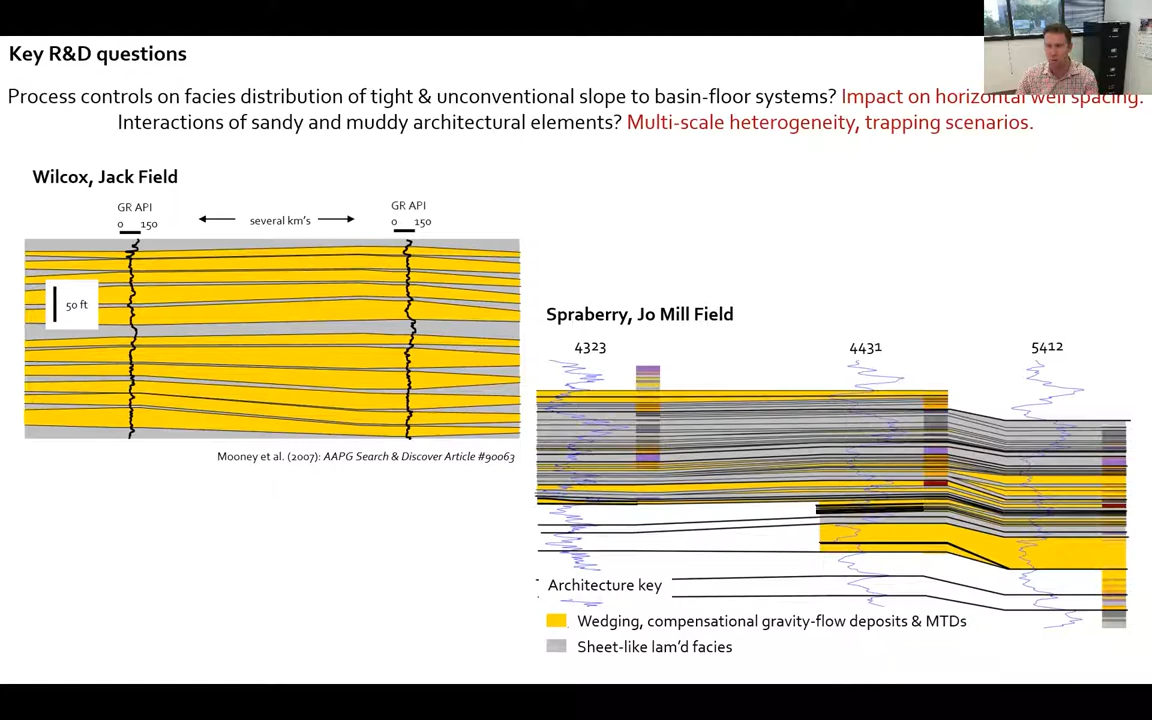 Key R&D questions
Process controls on facies distribution of tight & unconventional slope to basin-floor systems? Impact on horizontal well spacing.
Interactions of sandy and muddy architectural elements? Multi-scale heterogeneity, trapping scenarios.
Wilcox, Jack Field
GR API
0 150
several km's
GR API
0 150
50 ft
Mooney et al. (2007): AAPG Search & Discover Article #90063
Spraberry, Jo Mill Field
4323
4431
5412
Architecture key
Wedging, compensational gravity-flow deposits & MTDs
Sheet-like lam'd facies